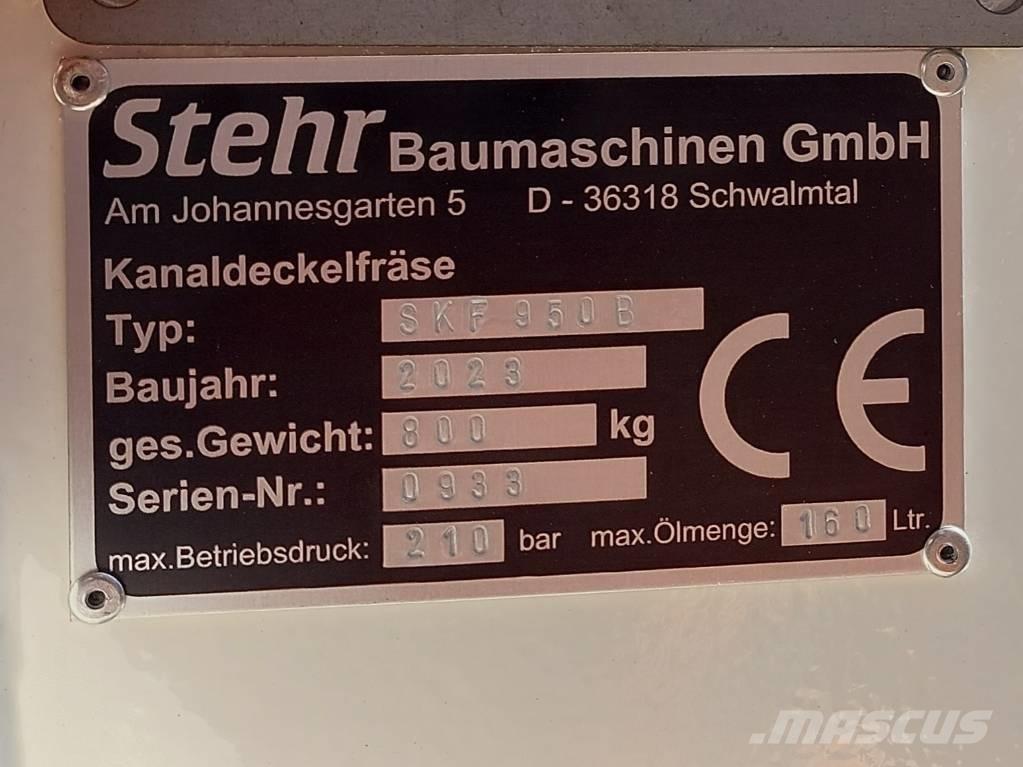 Stehr Baumaschinen GmbH
Am Johannesgarten 5 D - 36318 Schwalmtal
Kanaldeckelfräse
Typ: SKF 950B
Baujahr: 2023
ges.Gewicht: 800 kg
Serien-Nr.: 0933
max.Betriebsdruck: 210 bar max.Ölmenge: 160 Ltr.
CE
.MASCUS